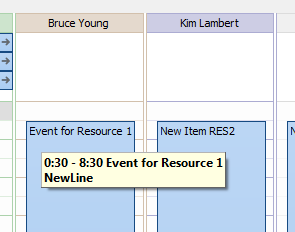 Bruce Young
Kim Lambert
Event for Resource 1
New Item RES2
0:30 - 8:30 Event for Resource 1
NewLine